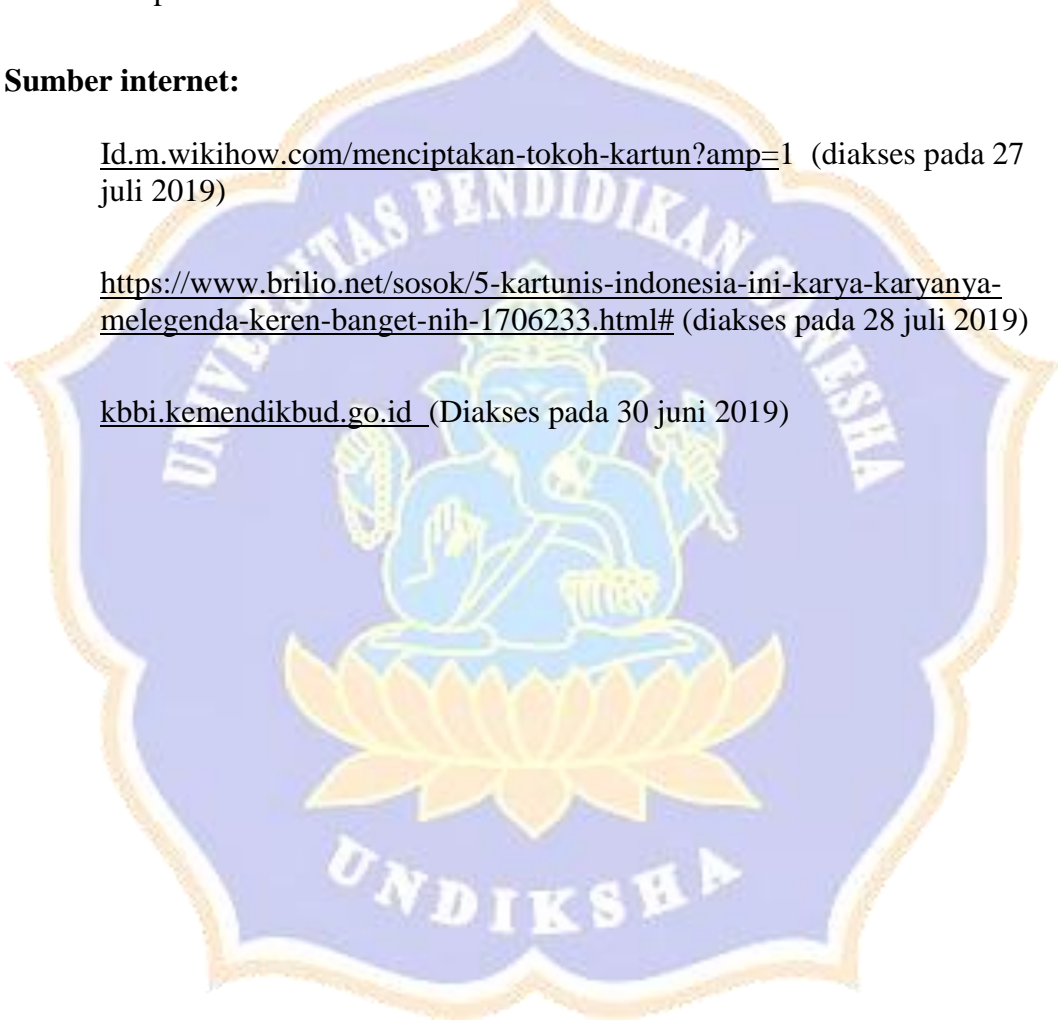 Sumber internet:
Id.m.wikihow.com/menciptakan-tokoh-kartun?amp=1 (diakses pada 27
juli 2019)
https://www.brilio.net/sosok/5-kartunis-indonesia-ini-karya-karyanya-
melegenda-keren-banget-nih-1706233.html# (diakses pada 28 juli 2019)
kbbi.kemendikbud.go.id (Diakses pada 30 juni 2019)
UNIVERSITAS PENDIDIKAN GANESHA
UNDIKSHA